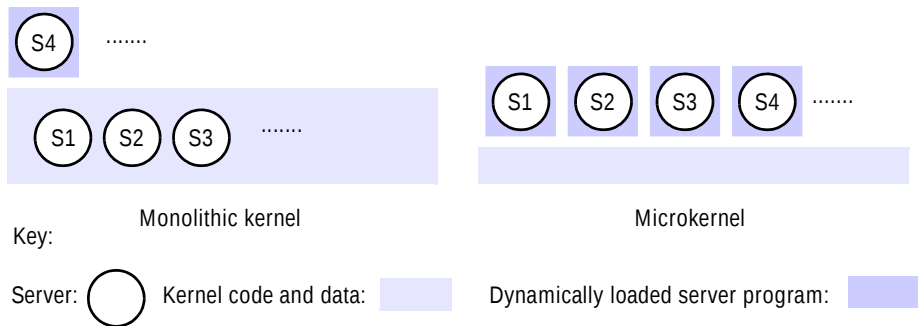 S4 .......
S1 S2 S3 .......
S1 S2 S3 S4 .......
Monolithic kernel
Microkernel
Key:
Server: Kernel code and data: Dynamically loaded server program: